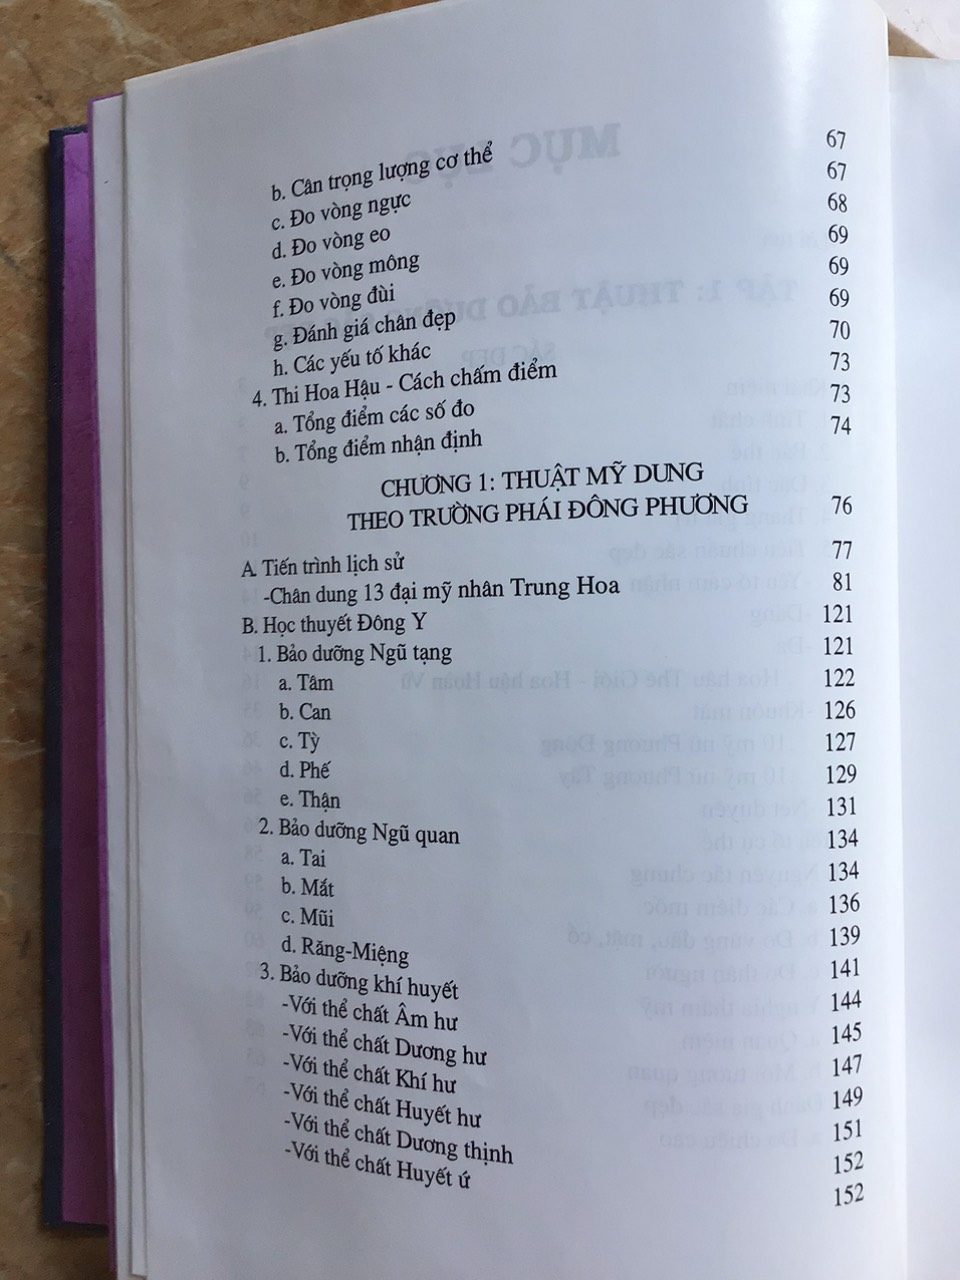 b. Cân trọng lượng cơ thể 67
c. Đo vòng ngực 67
d. Đo vòng eo 68
e. Đo vòng mông 69
f. Đo vòng đùi 69
g. Đánh giá chân đẹp 69
h. Các yếu tố khác 70
4. Thi Hoa Hậu - Cách chấm điểm 73
a. Tổng điểm các số đo 73
b. Tổng điểm nhận định 74
CHƯƠNG 1: THUẬT MỸ DUNG
THEO TRƯỜNG PHÁI ĐÔNG PHƯƠNG 76
A. Tiến trình lịch sử 77
-Chân dung 13 đại mỹ nhân Trung Hoa 81
B. Học thuyết Đông Y 121
1. Bảo dưỡng Ngũ tạng 121
a. Tâm 122
b. Can 126
c. Tỳ 127
d. Phế 129
e. Thận 131
2. Bảo dưỡng Ngũ quan 134
a. Tai 134
b. Mắt 136
c. Mũi 139
d. Răng-Miệng 141
3. Bảo dưỡng khí huyết 144
-Với thể chất Âm hư 145
-Với thể chất Dương hư 147
-Với thể chất Khí hư 149
-Với thể chất Huyết hư 151
-Với thể chất Dương thịnh 152
-Với thể chất Huyết ứ 152